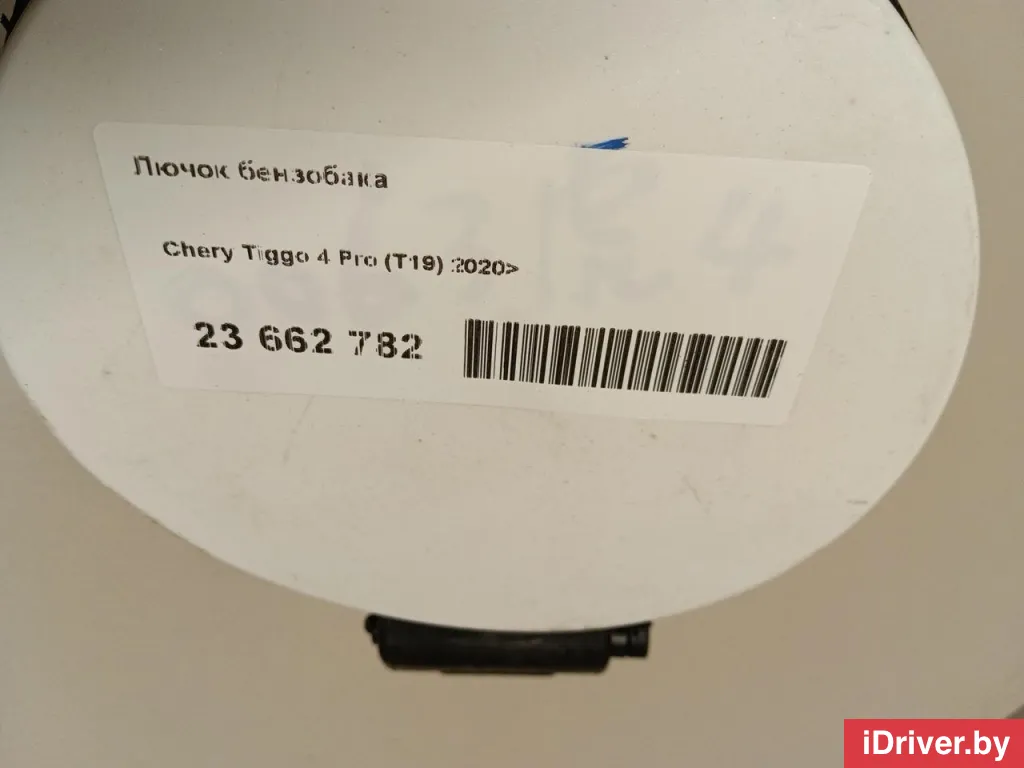 Лючок бензобака
Chery Tiggo 4 Pro (T19) 2020>
23 662 782
iDriver.by